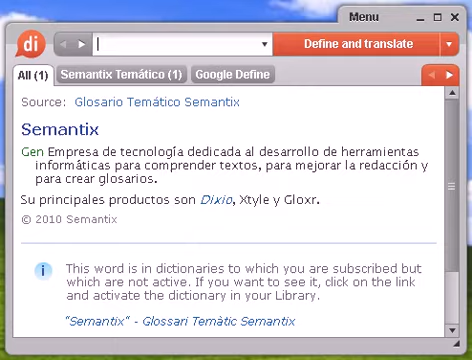 Menu
di
Define and translate
All (1) Semantix Temático (1) Google Define
Source: Glosario Temático Semantix
Semantix
Gen Empresa de tecnología dedicada al desarrollo de herramientas
informáticas para comprender textos, para mejorar la redacción y
para crear glosarios.
Su principales productos son Dixio, Xtyle y Gloxr.
© 2010 Semantix
i
This word is in dictionaries to which you are subscribed but
which are not active. If you want to see it, click on the link
and activate the dictionary in your Library.
"Semantix" - Glossari Temàtic Semantix